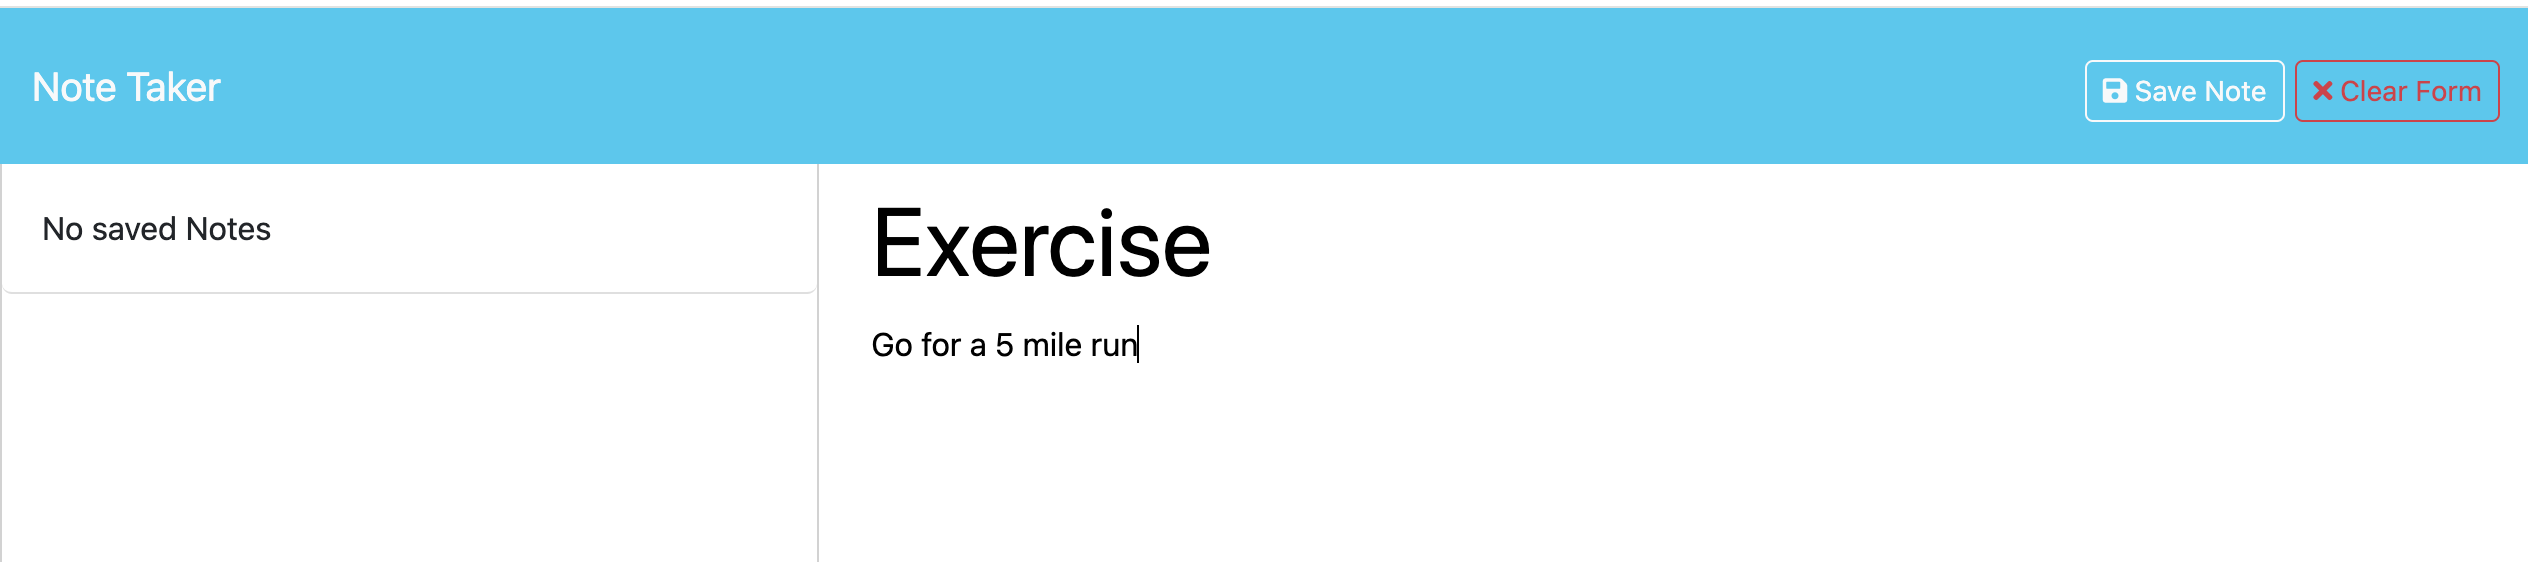 Note Taker
Save Note
Clear Form
No saved Notes
Exercise
Go for a 5 mile run